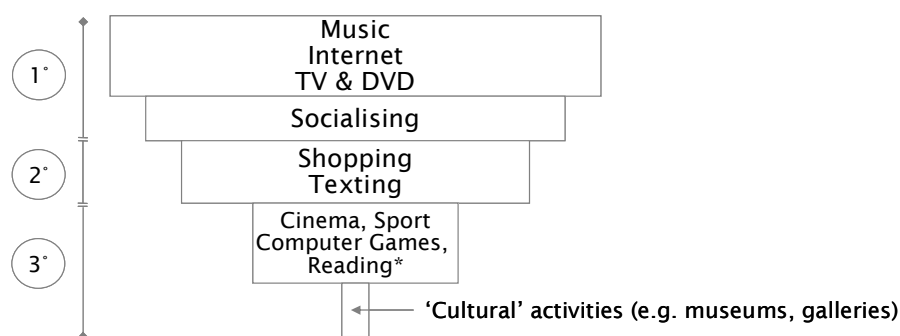 1°
Music
Internet
TV & DVD
Socialising
2°
Shopping
Texting
3°
Cinema, Sport
Computer Games,
Reading*
‘Cultural’ activities (e.g. museums, galleries)